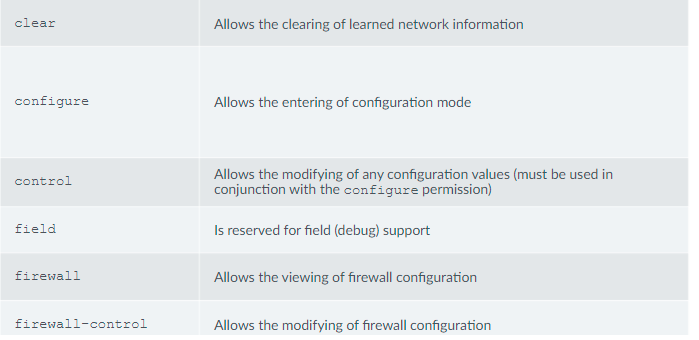 clear Allows the clearing of learned network information
configure Allows the entering of configuration mode
control Allows the modifying of any configuration values (must be used in
conjunction with the configure permission)
field Is reserved for field (debug) support
firewall Allows the viewing of firewall configuration
firewall-control Allows the modifying of firewall configuration